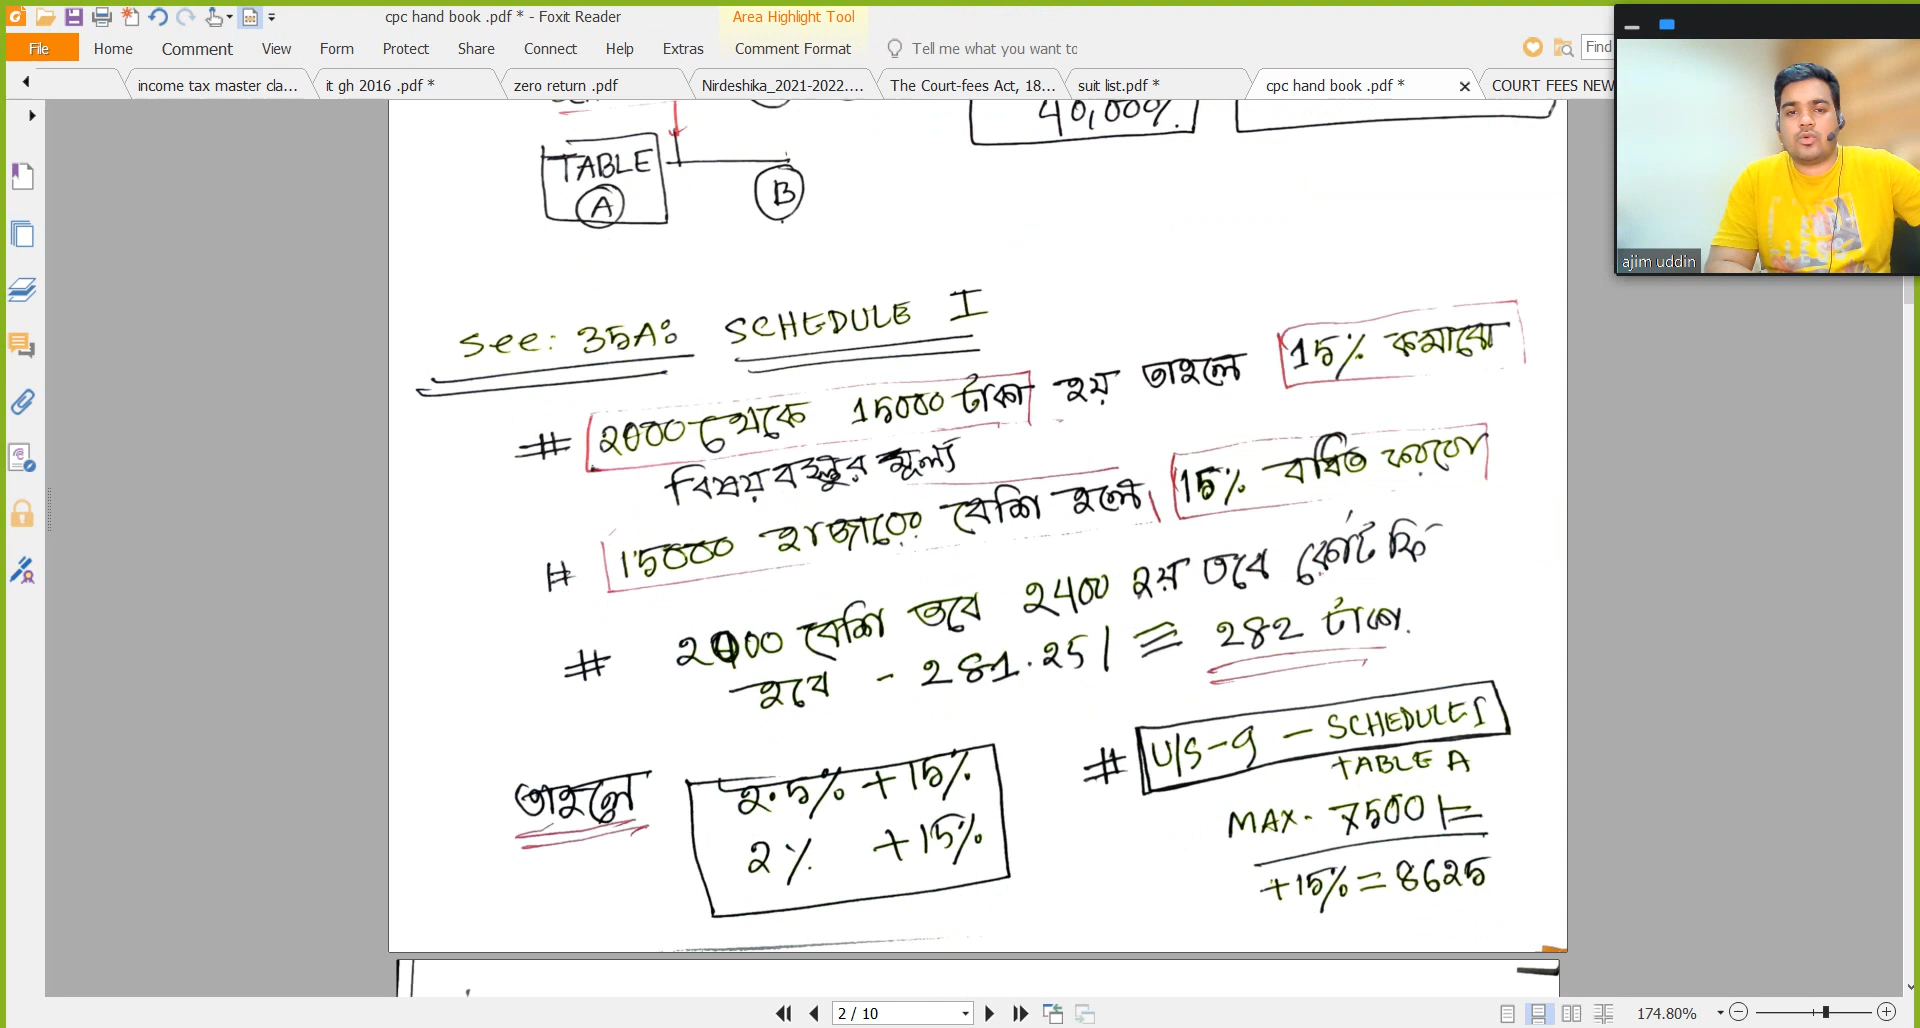 cpc hand book .pdf * - Foxit Reader
Area Highlight Tool
File Home Comment View Form Protect Share Connect Help Extras Comment Format Tell me what you want to Find
income tax master cla... it gh 2016 .pdf * zero return .pdf Nirdeshika_2021-2022.... The Court-fees Act, 18... suit list.pdf * cpc hand book .pdf * COURT FEES NEW
ajim uddin
TABLE
A
B
See: 35A: SCHEDULE I
# 2000 থেকে 15000 টাকা হয় তাহলে 15% কমাবো
বিষয়বস্তুর মূল্য
# 15000 হাজারের বেশি হলে 15% বর্ধিত করবো
# 2000 বেশি তবে 2400 হয় তবে কোর্ট ফি
হবে - 281.25/ = 282 টাকা.
তাহলে
2.5% +15%
2% +15%
# U/S-9 - SCHEDULE I
TABLE A
MAX. 7500/=
+15% = 8625
2 / 10
174.80%